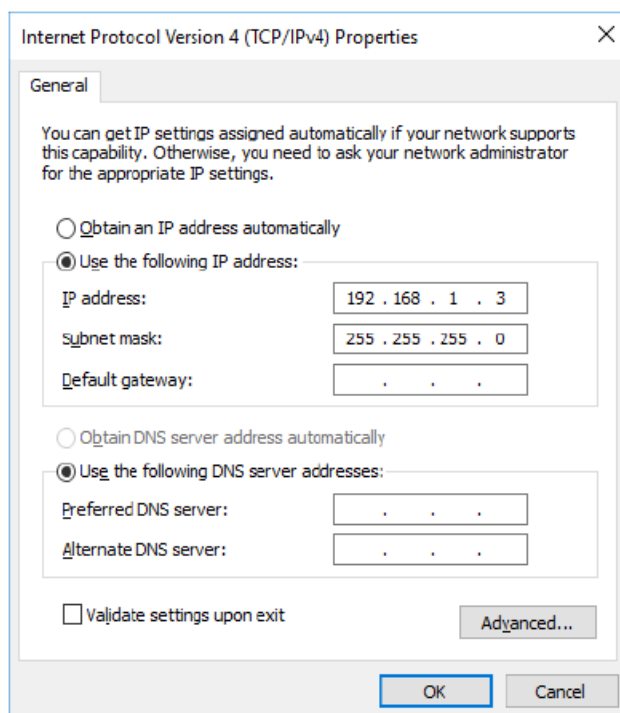 Internet Protocol Version 4 (TCP/IPv4) Properties
General
You can get IP settings assigned automatically if your network supports
this capability. Otherwise, you need to ask your network administrator
for the appropriate IP settings.
Obtain an IP address automatically
Use the following IP address:
IP address: 192 . 168 . 1 . 3
Subnet mask: 255 . 255 . 255 . 0
Default gateway: . . .
Obtain DNS server address automatically
Use the following DNS server addresses:
Preferred DNS server: . . .
Alternate DNS server: . . .
Validate settings upon exit
Advanced...
OK Cancel